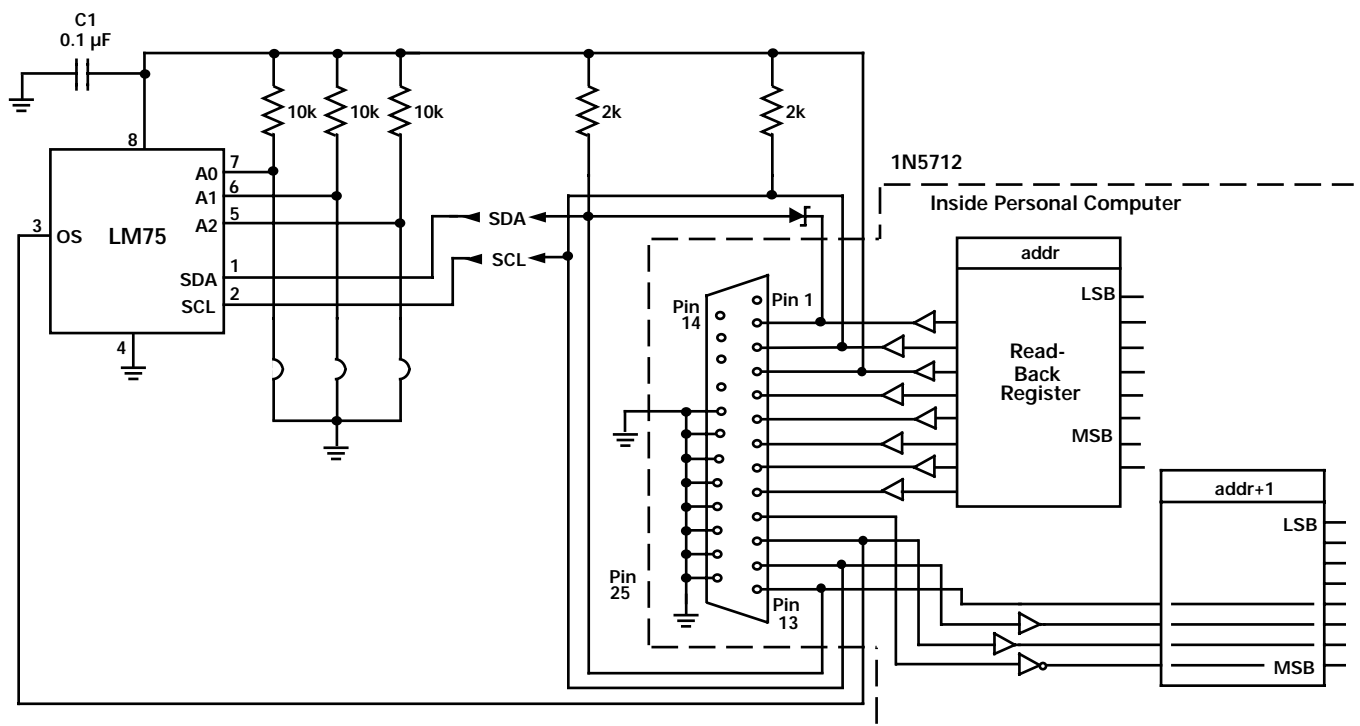 C1
0.1 µF
10k
10k
10k
2k
2k
8
7
A0
6
A1
5
A2
3
OS
LM75
1
SDA
2
SCL
4
SDA
SCL
1N5712
Inside Personal Computer
addr
LSB
Read-
Back
Register
MSB
Pin 1
Pin
14
Pin
25
Pin
13
addr+1
LSB
MSB